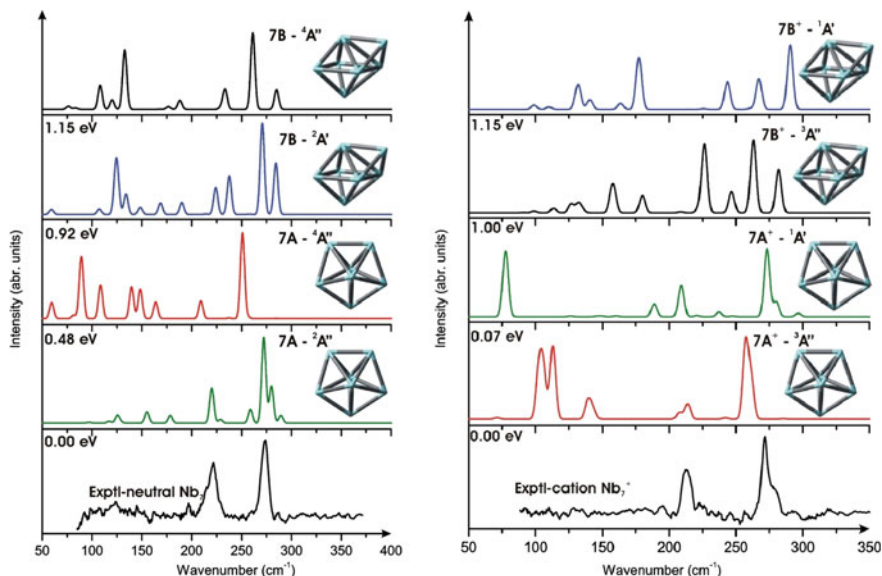 7B - ⁴A"
1.15 eV
7B - ²A'
0.92 eV
7A - ⁴A"
0.48 eV
7A - ²A"
0.00 eV
Exptl-neutral Nb₇
50 100 150 200 250 300 350 400
Wavenumber (cm⁻¹)
Intensity (abr. units)
7B⁺ - ¹A'
1.15 eV
7B⁺ - ³A"
1.00 eV
7A⁺ - ¹A'
0.07 eV
7A⁺ - ³A"
0.00 eV
Exptl-cation Nb₇⁺
50 100 150 200 250 300 350
Wavenumber (cm⁻¹)
Intensity (abr. units)